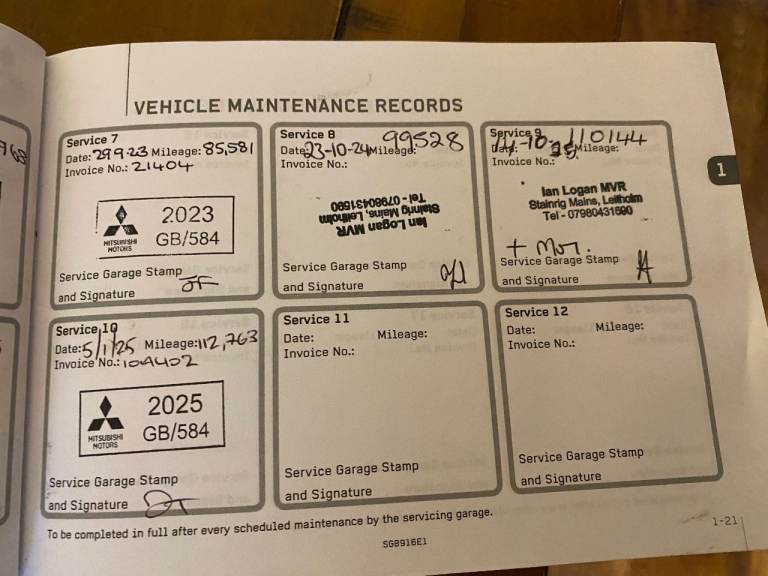 963
VEHICLE MAINTENANCE RECORDS
Service 7
Date: 29.9.23 Mileage: 85,581
Invoice No.: 21404
MITSUBISHI
MOTORS
2023
GB/584
Service Garage Stamp
and Signature
Service 8
Date: 23-10-24 Mileage: 99528
Invoice No.:
Ian Logan MVR
Stainrig Mains, Leitholm
Tel - 07980431590
Service Garage Stamp
and Signature
Service 9
Date: 14-10-25. Mileage: 110144
Invoice No.:
Ian Logan MVR
Stainrig Mains, Leitholm
Tel - 07980431590
+ MOT.
Service Garage Stamp
and Signature
1
Service 10
Date: 5/1/25 Mileage: 112,763
Invoice No.: 104402
MITSUBISHI
MOTORS
2025
GB/584
Service Garage Stamp
and Signature
Service 11
Date: Mileage:
Invoice No.:
Service Garage Stamp
and Signature
Service 12
Date: Mileage:
Invoice No.:
Service Garage Stamp
and Signature
To be completed in full after every scheduled maintenance by the servicing garage.
1-21
SGB916E1